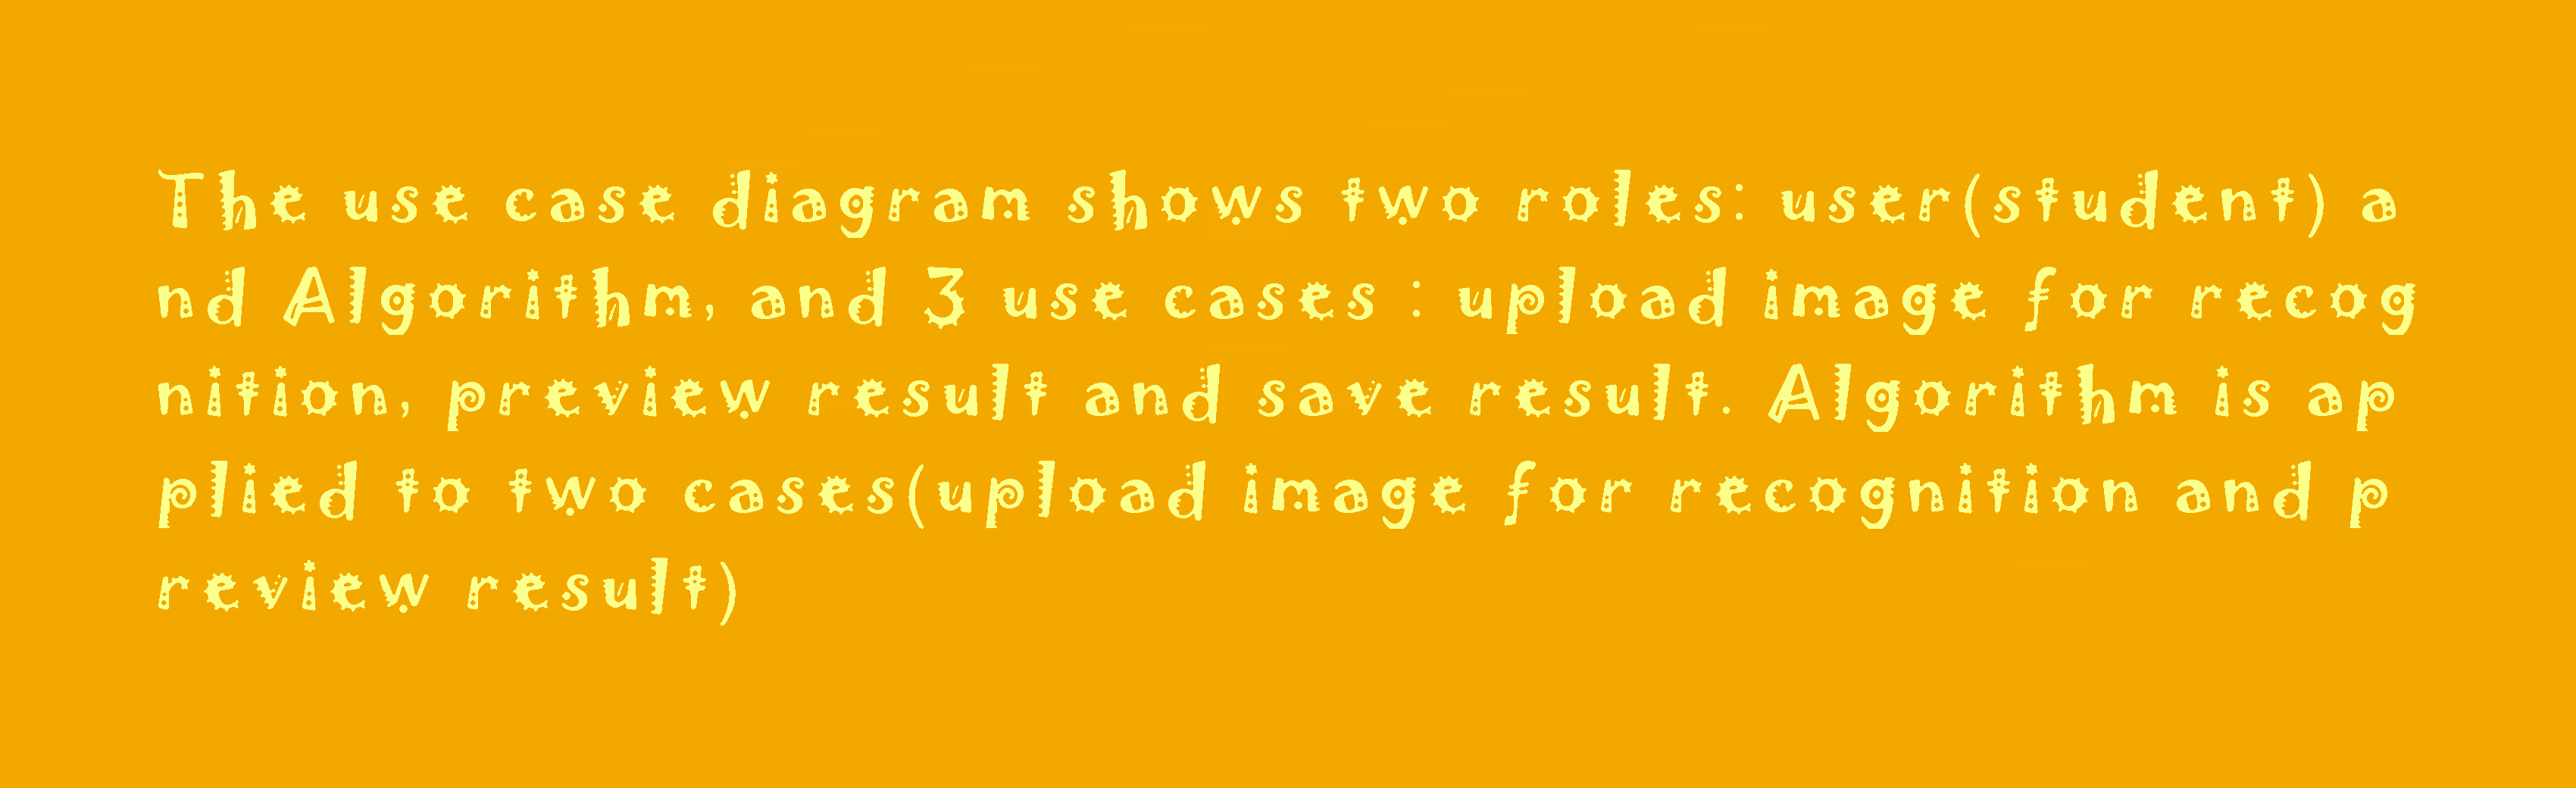 The use case diagram shows two roles: user(student) a
nd Algorithm, and 3 use cases : upload image for recog
nition, preview result and save result. Algorithm is ap
plied to two cases(upload image for recognition and p
review result)